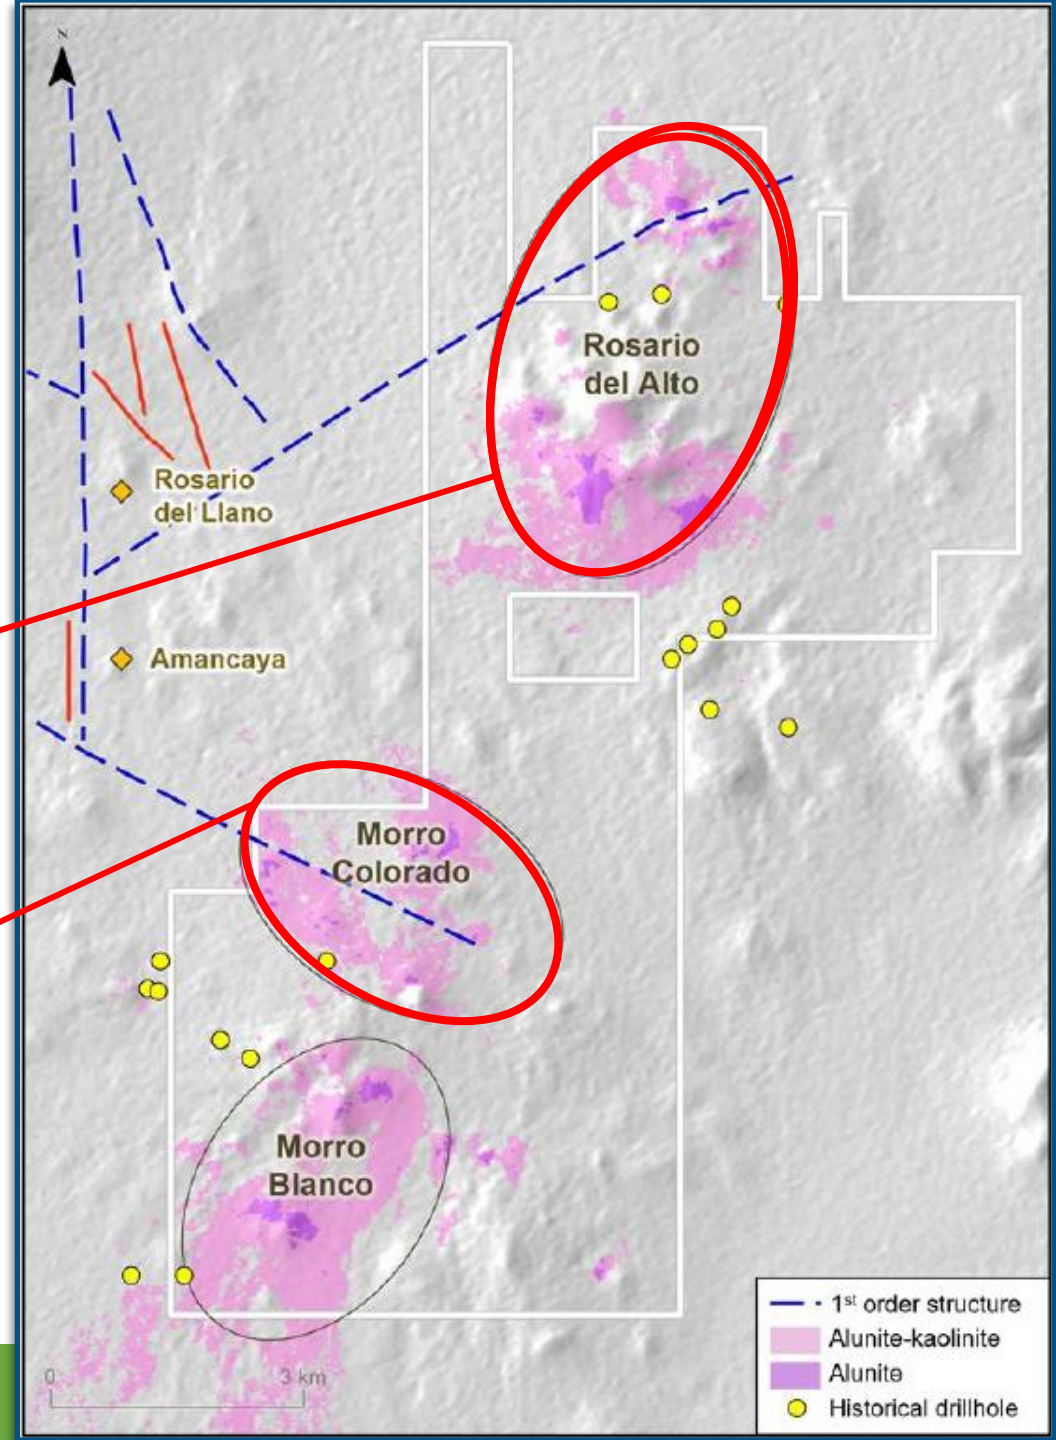 N
Rosario
del Alto
Rosario
del Llano
Amancaya
Morro
Colorado
Morro
Blanco
0 3 km
1st order structure
Alunite-kaolinite
Alunite
Historical drillhole